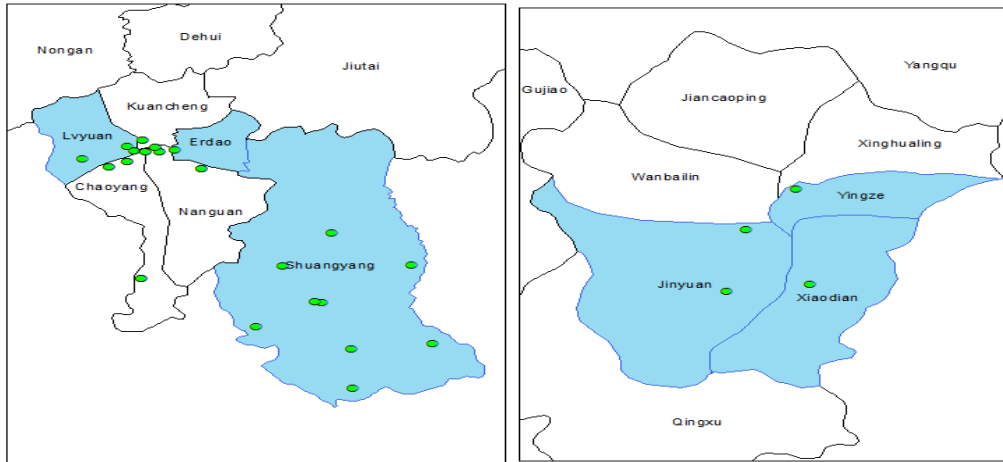 Dehui
Nongan
Jiutai
Kuancheng
Lvyuan
Erdao
Chaoyang
Nanguan
Shuangyang
Yangqu
Gujiao
Jiancaoping
Xinghualing
Wanbailin
Yingze
Jinyuan
Xiaodian
Qingxu